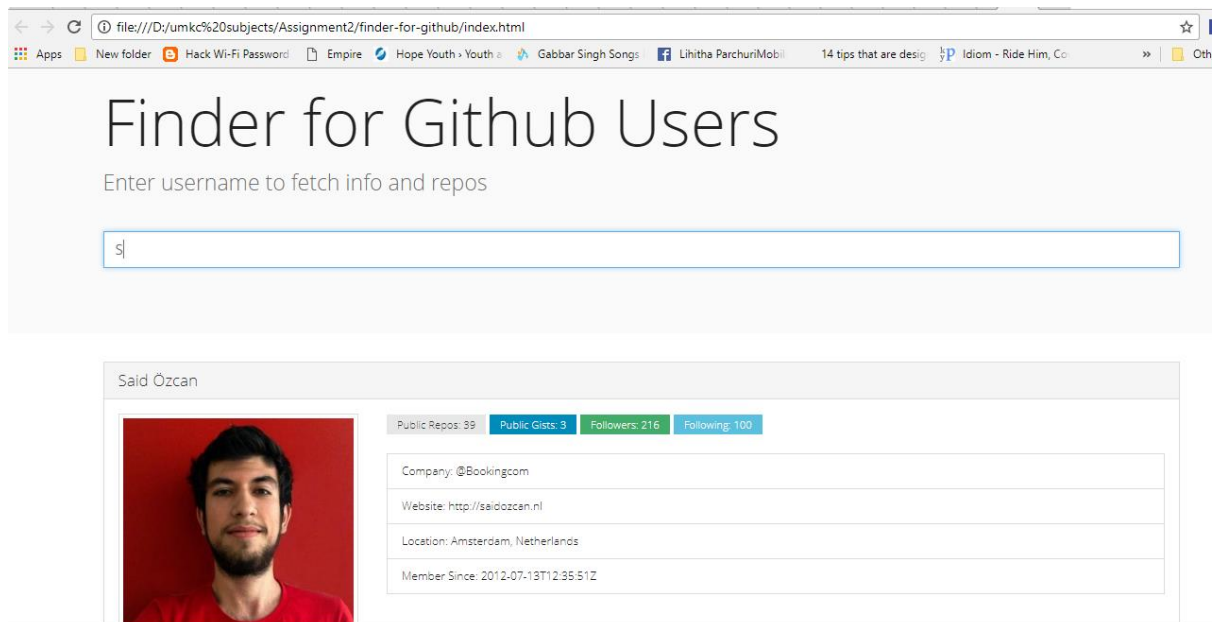 file:///D:/umkc%20subjects/Assignment2/finder-for-github/index.html
Apps New folder Hack Wi-Fi Password Empire Hope Youth › Youth a Gabbar Singh Songs Lihitha ParchuriMobil 14 tips that are desig Idiom - Ride Him, Co » Oth
Finder for Github Users
Enter username to fetch info and repos
s
Said Özcan
Public Repos: 39 Public Gists: 3 Followers: 216 Following: 100
Company: @Bookingcom
Website: http://saidozcan.nl
Location: Amsterdam, Netherlands
Member Since: 2012-07-13T12:35:51Z